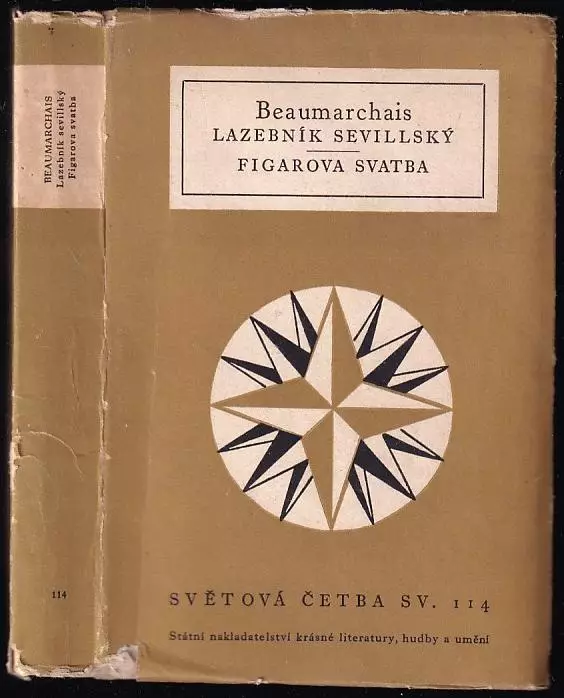 BEAUMARCHAIS
Lazebník sevillský
Figarova svatba
114
Beaumarchais
LAZEBNÍK SEVILLSKÝ
FIGAROVA SVATBA
SVĚTOVÁ ČETBA SV. 114
Státní nakladatelství krásné literatury, hudby a umění